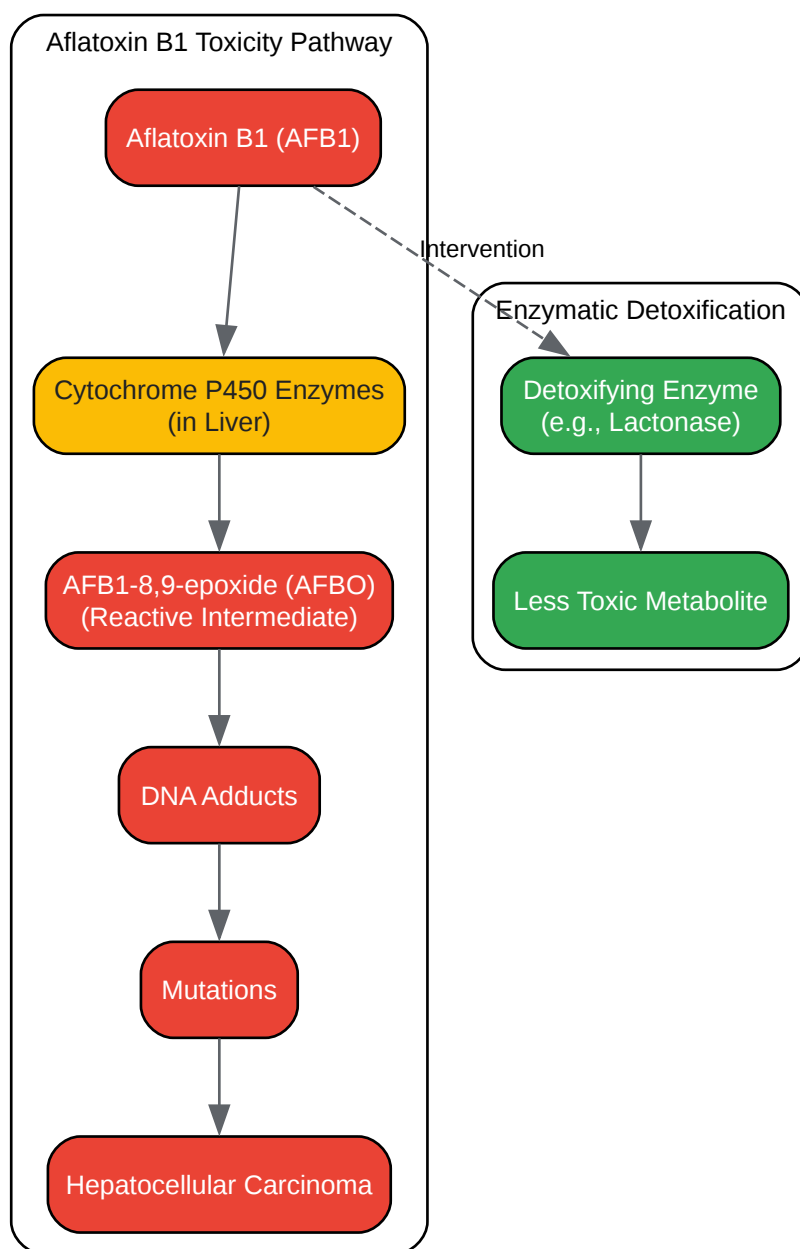 Aflatoxin B1 Toxicity Pathway
Aflatoxin B1 (AFB1)
Intervention
Enzymatic Detoxification
Cytochrome P450 Enzymes
(in Liver)
Detoxifying Enzyme
(e.g., Lactonase)
AFB1-8,9-epoxide (AFBO)
(Reactive Intermediate)
Less Toxic Metabolite
DNA Adducts
Mutations
Hepatocellular Carcinoma